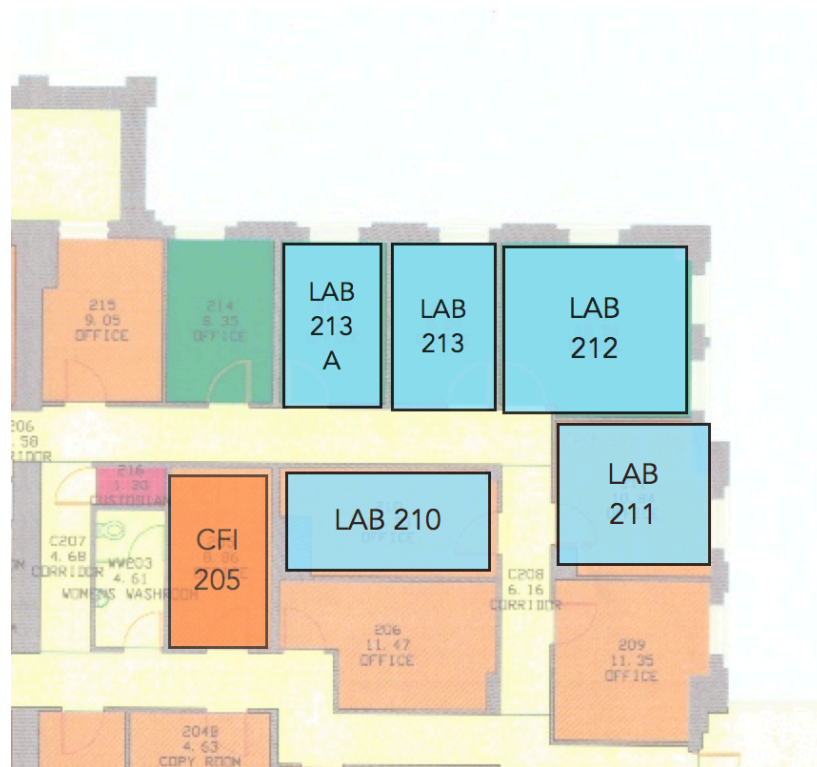 LAB
213
A
LAB
213
LAB
212
215
9.05
OFFICE
214
6.35
OFFICE
206
.58
RIDOR
216
1.30
CUSTODIAN
LAB
211
CFI
205
LAB 210
OFFICE
C207
4.68
CORRIDOR
WW203
4.61
WOMENS WASHROOM
C208
6.16
CORRIDOR
206
11.47
OFFICE
209
11.35
OFFICE
204B
4.63
COPY ROOM